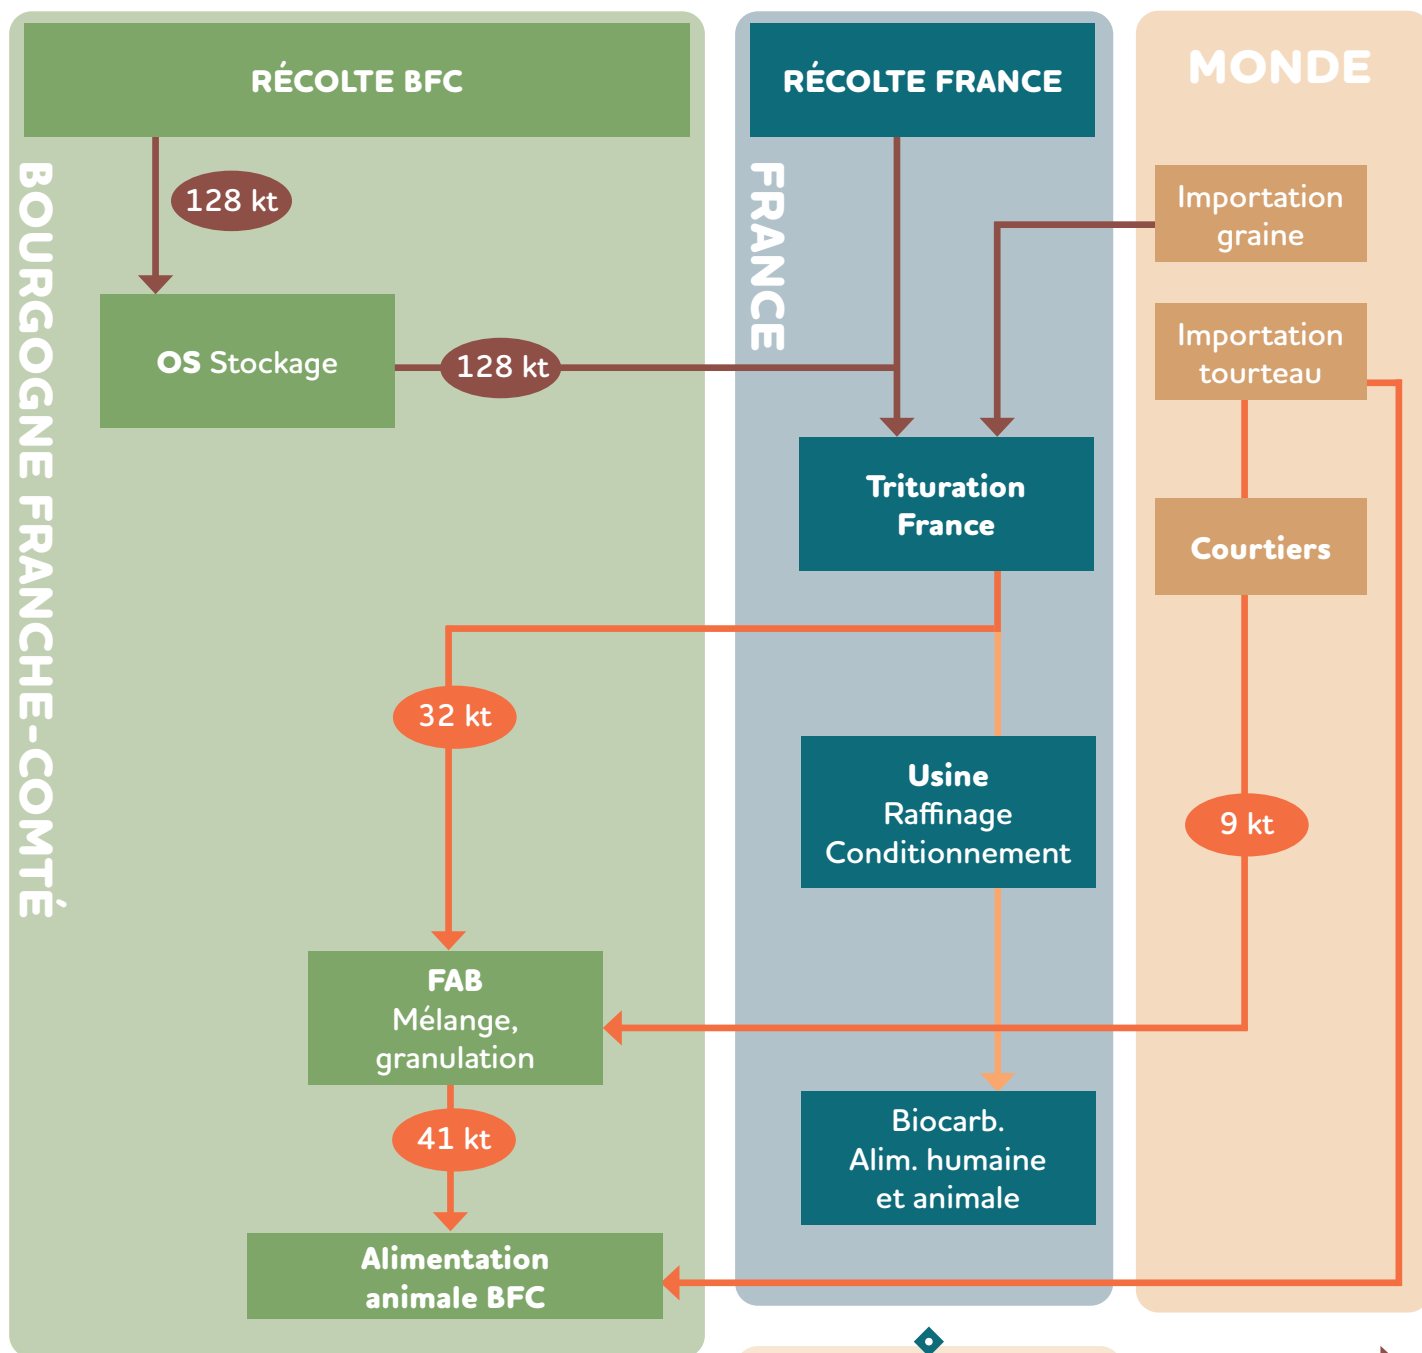 RÉCOLTE BFC
BOURGOGNE FRANCHE-COMTÉ
128 kt
OS Stockage
128 kt
32 kt
FAB
Mélange,
granulation
41 kt
Alimentation
animale BFC
RÉCOLTE FRANCE
FRANCE
Trituration
France
Usine
Raffinage
Conditionnement
Biocarb.
Alim. humaine
et animale
MONDE
Importation
graine
Importation
tourteau
Courtiers
9 kt